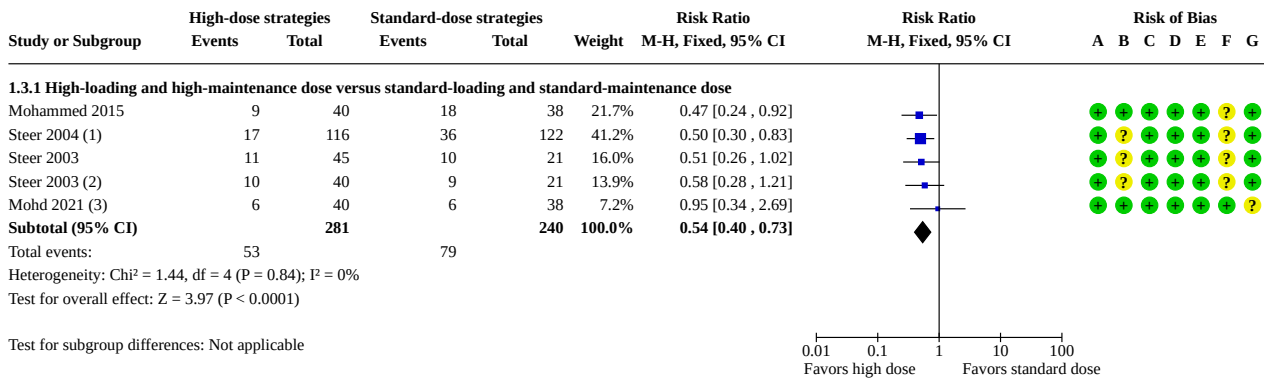 High-dose strategies Standard-dose strategies Risk Ratio Risk Ratio Risk of Bias
Study or Subgroup Events Total Events Total Weight M-H, Fixed, 95% CI M-H, Fixed, 95% CI A B C D E F G
1.3.1 High-loading and high-maintenance dose versus standard-loading and standard-maintenance dose
Mohammed 2015 9 40 18 38 21.7% 0.47 [0.24 , 0.92] + + + + + ? +
Steer 2004 (1) 17 116 36 122 41.2% 0.50 [0.30 , 0.83] + ? + + + ? +
Steer 2003 11 45 10 21 16.0% 0.51 [0.26 , 1.02] + ? + + + ? +
Steer 2003 (2) 10 40 9 21 13.9% 0.58 [0.28 , 1.21] + ? + + + ? +
Mohd 2021 (3) 6 40 6 38 7.2% 0.95 [0.34 , 2.69] + + + + + + ?
Subtotal (95% CI) 281 240 100.0% 0.54 [0.40 , 0.73]
Total events: 53 79
Heterogeneity: Chi² = 1.44, df = 4 (P = 0.84); I² = 0%
Test for overall effect: Z = 3.97 (P < 0.0001)
Test for subgroup differences: Not applicable
0.01 0.1 1 10 100
Favors high dose Favors standard dose